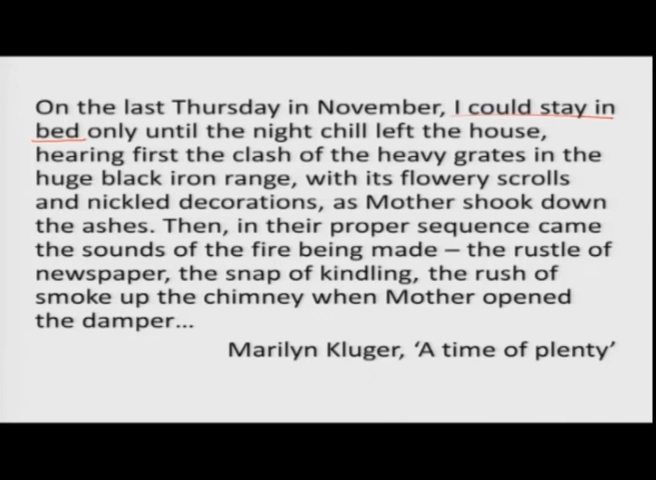 On the last Thursday in November, I could stay in
bed only until the night chill left the house,
hearing first the clash of the heavy grates in the
huge black iron range, with its flowery scrolls
and nickled decorations, as Mother shook down
the ashes. Then, in their proper sequence came
the sounds of the fire being made – the rustle of
newspaper, the snap of kindling, the rush of
smoke up the chimney when Mother opened
the damper...
Marilyn Kluger, ‘A time of plenty’